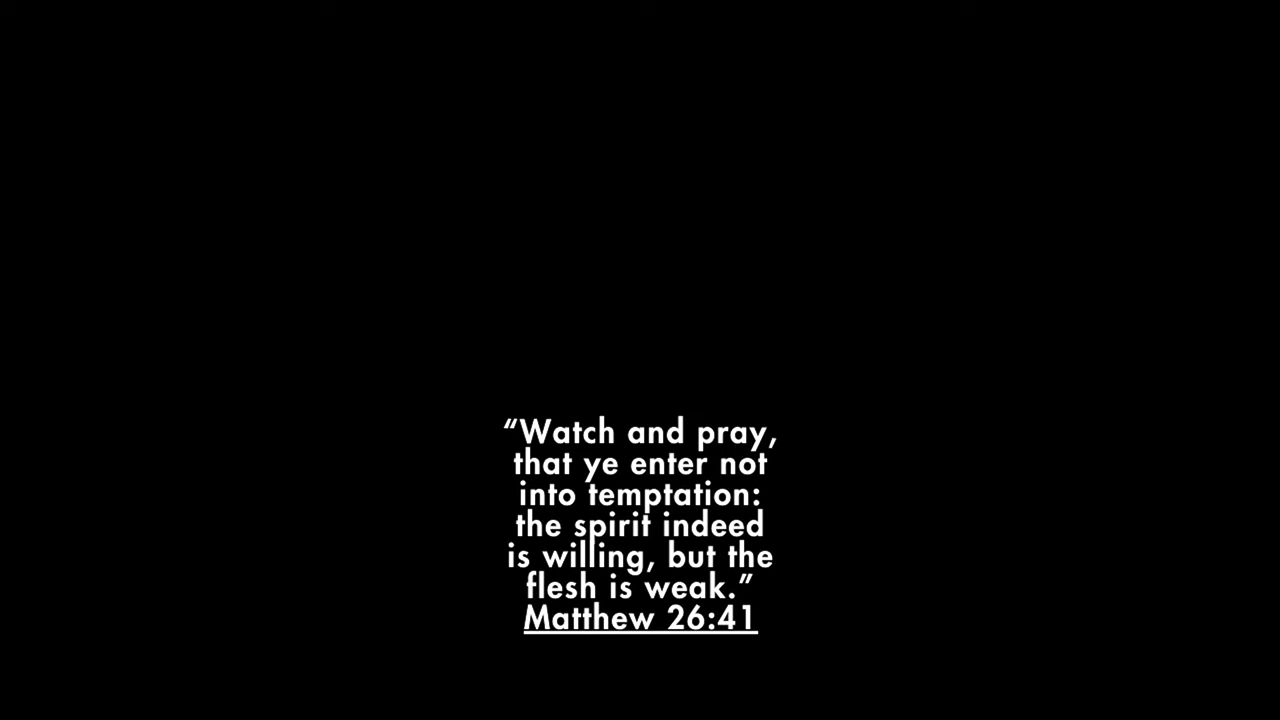 “Watch and pray,
that ye enter not
into temptation:
the spirit indeed
is willing, but the
flesh is weak.”
Matthew 26:41